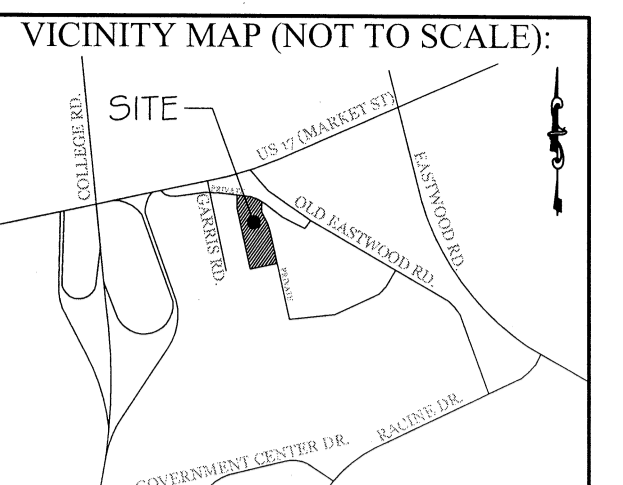 VICINITY MAP (NOT TO SCALE):
SITE
COLLEGE RD.
US 17 (MARKET ST)
PRIVATE
GARRIS RD.
OLD EASTWOOD RD.
EASTWOOD RD.
PRIVATE
RACINE DR.
GOVERNMENT CENTER DR.